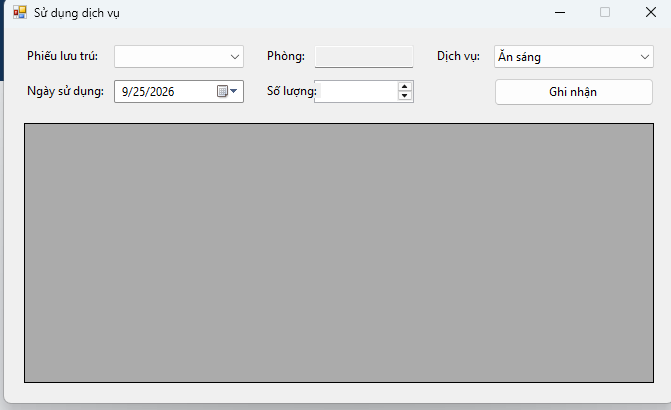 Sử dụng dịch vụ
Phiếu lưu trú: Phòng: Dịch vụ: Ăn sáng
Ngày sử dụng: 9/25/2026 Số lượng: Ghi nhận